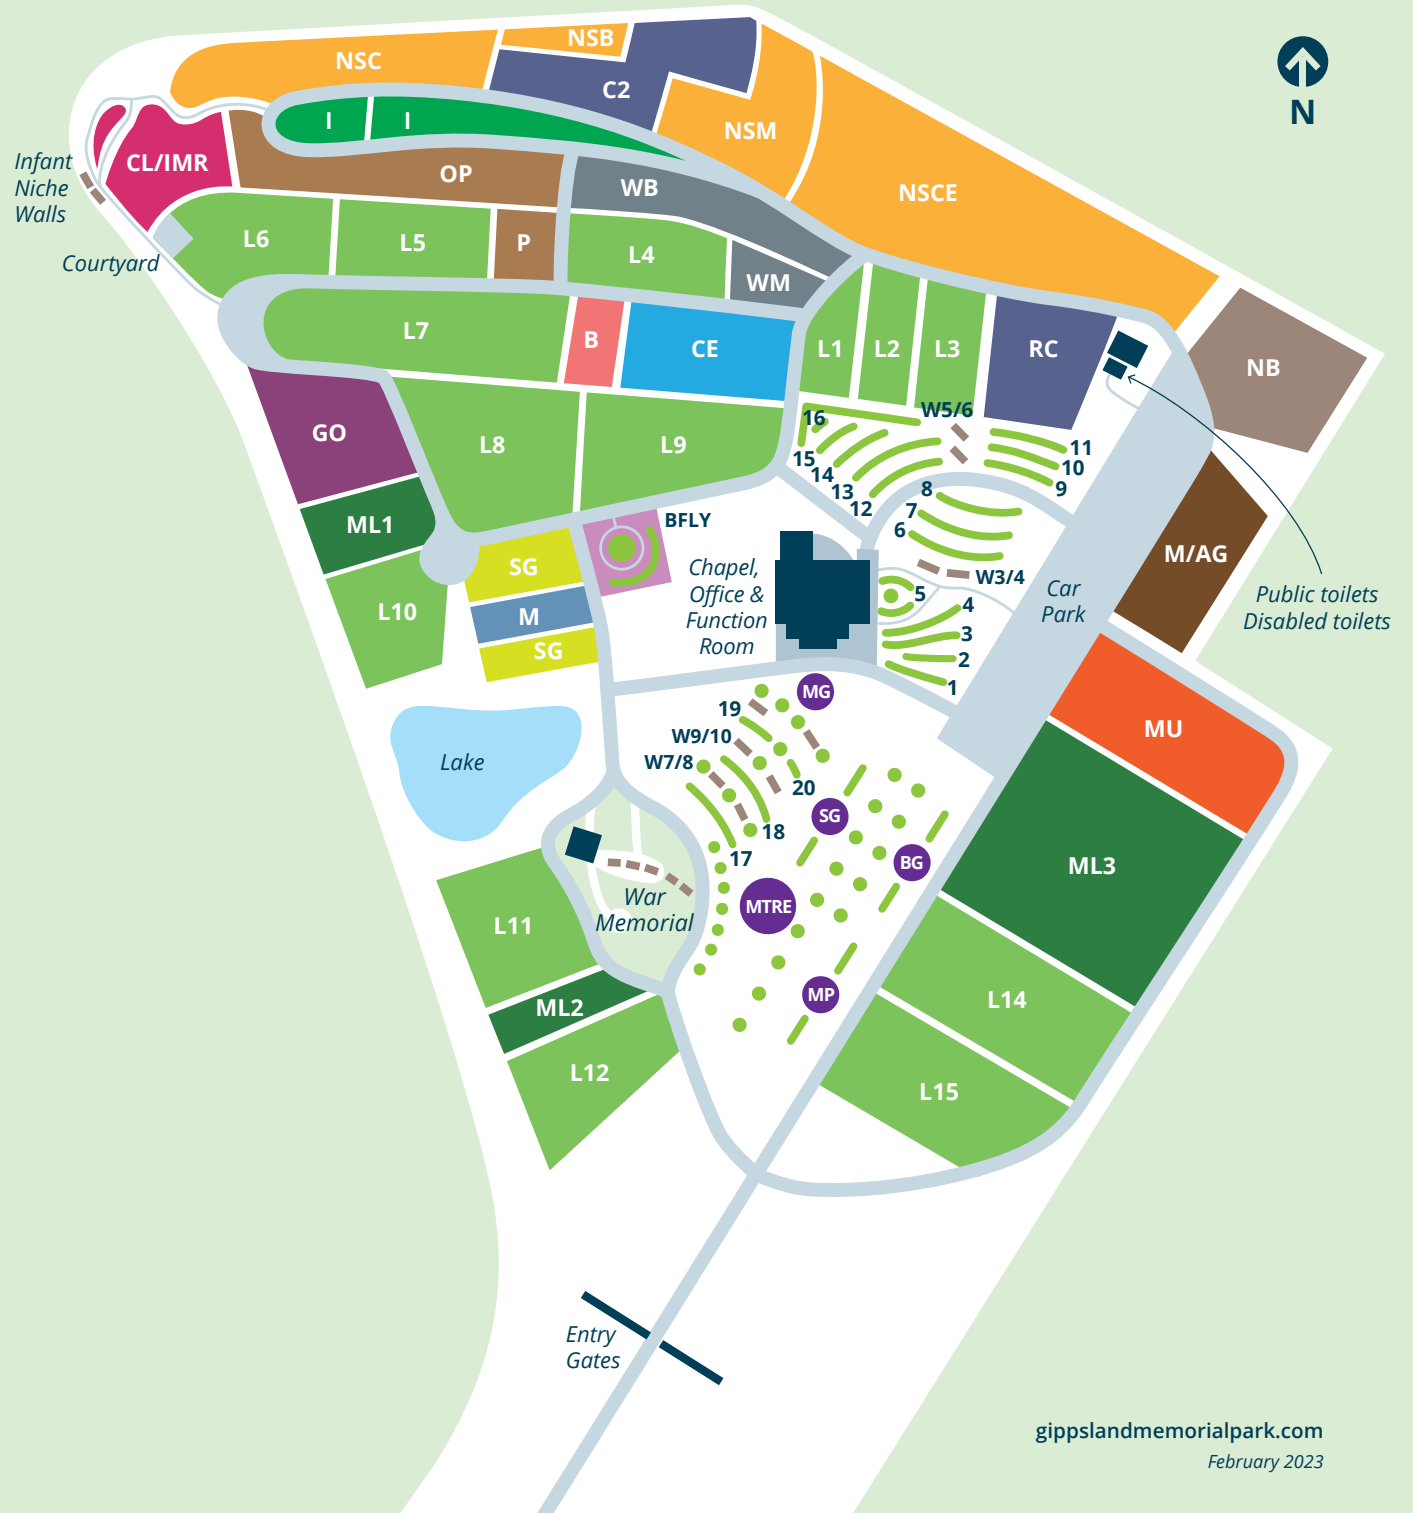 NSC
NSB
C2
NSM
NSCE
N
I
I
Infant
Niche
Walls
CL/IMR
OP
WB
L6
L5
P
L4
WM
Courtyard
L7
B
CE
L1
L2
L3
RC
NB
GO
L8
L9
16
W5/6
15
14
13
12
11
10
9
ML1
BFLY
8
7
6
M/AG
SG
M
SG
Chapel,
Office &
Function
Room
W3/4
5
4
3
2
1
Car
Park
Public toilets
Disabled toilets
L10
MG
19
W9/10
W7/8
20
18
17
MU
Lake
SG
BG
ML3
War
Memorial
MTRE
L11
MP
ML2
L14
L12
L15
Entry
Gates
gippslandmemorialpark.com
February 2023